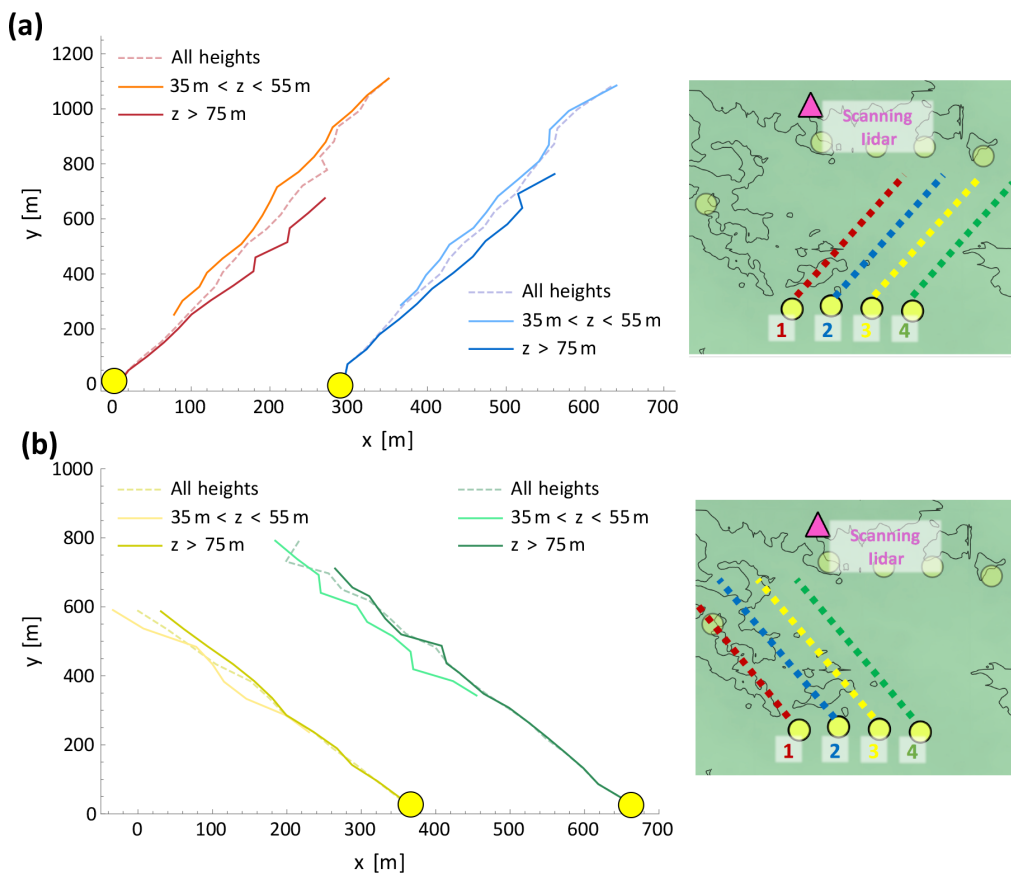 (a)
1200
1000
800
600
400
200
0
y [m]
All heights
35 m < z < 55 m
z > 75 m
All heights
35 m < z < 55 m
z > 75 m
0 100 200 300 400 500 600 700
x [m]
Scanning
lidar
1 2 3 4
(b)
1000
800
600
400
200
0
y [m]
All heights
35 m < z < 55 m
z > 75 m
All heights
35 m < z < 55 m
z > 75 m
0 100 200 300 400 500 600 700
x [m]
Scanning
lidar
1 2 3 4